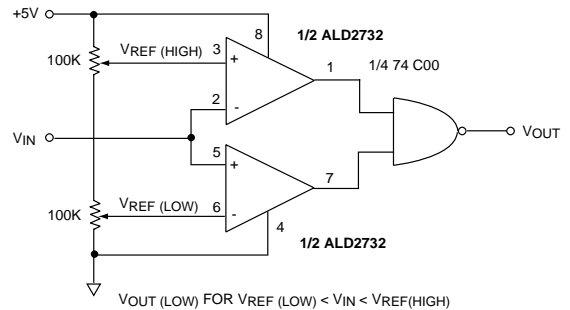 +5V
8
1/2 ALD2732
100K
VREF (HIGH)
3
+
1
1/4 74 C00
2
-
VIN
VOUT
5
+
7
100K
VREF (LOW)
6
-
4
1/2 ALD2732
VOUT (LOW) FOR VREF (LOW) < VIN < VREF(HIGH)